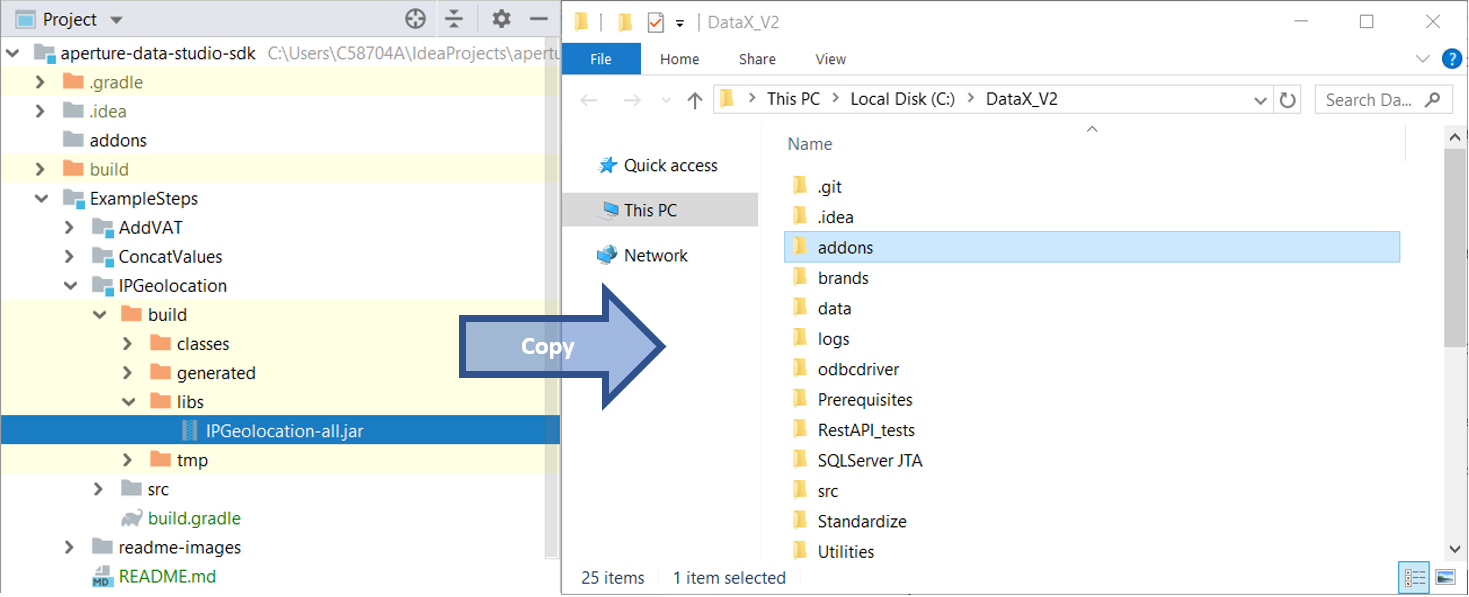 Project
aperture-data-studio-sdk C:\Users\C58704A\IdeaProjects\apertu
.gradle
.idea
addons
build
ExampleSteps
AddVAT
ConcatValues
IPGeolocation
build
classes
generated
libs
IPGeolocation-all.jar
tmp
src
build.gradle
readme-images
MD README.md
Copy
DataX_V2
File Home Share View
?
This PC Local Disk (C:) DataX_V2
Search Da...
Quick access
This PC
Network
Name
.git
.idea
addons
brands
data
logs
odbcdriver
Prerequisites
RestAPI_tests
SQLServer JTA
src
Standardize
Utilities
25 items 1 item selected